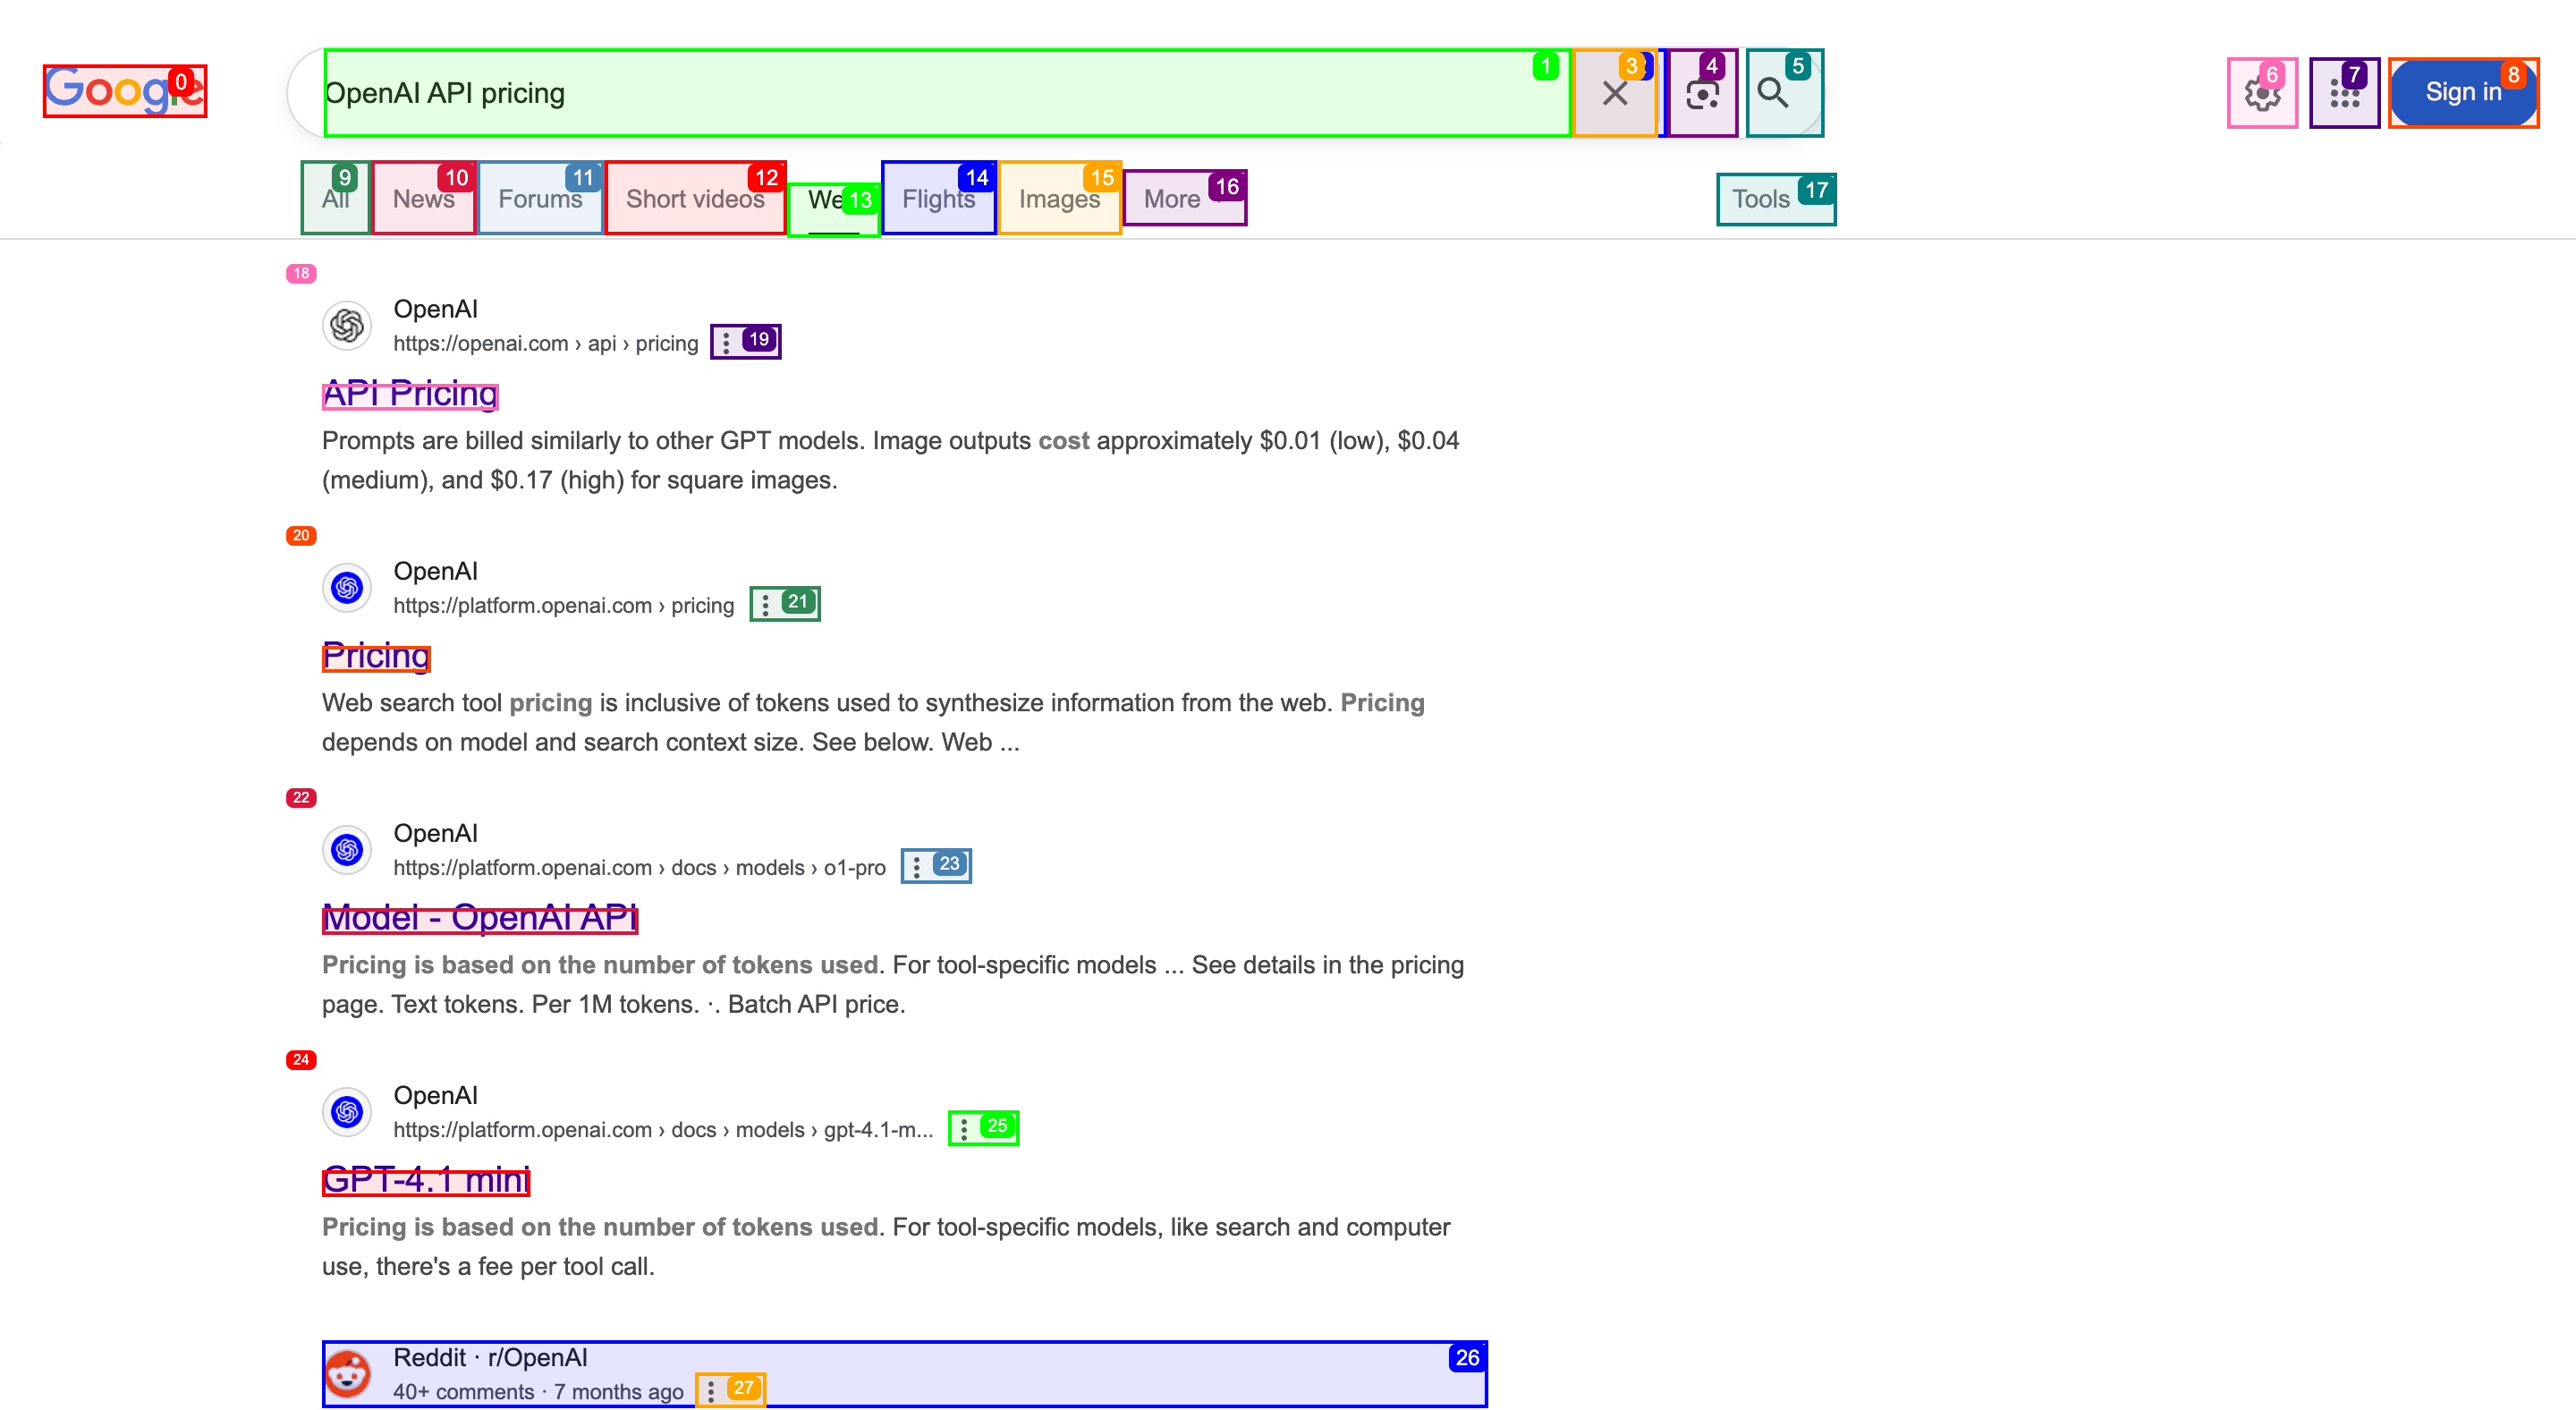 Google 0
OpenAI API pricing 1 3 4 5 6 7 Sign in 8
All 9 News 10 Forums 11 Short videos 12 We 13 Flights 14 Images 15 More 16 Tools 17
18
OpenAI
https://openai.com › api › pricing 19
API Pricing
Prompts are billed similarly to other GPT models. Image outputs cost approximately $0.01 (low), $0.04
(medium), and $0.17 (high) for square images.
20
OpenAI
https://platform.openai.com › pricing 21
Pricing
Web search tool pricing is inclusive of tokens used to synthesize information from the web. Pricing
depends on model and search context size. See below. Web ...
22
OpenAI
https://platform.openai.com › docs › models › o1-pro 23
Model - OpenAI API
Pricing is based on the number of tokens used. For tool-specific models ... See details in the pricing
page. Text tokens. Per 1M tokens. ·. Batch API price.
24
OpenAI
https://platform.openai.com › docs › models › gpt-4.1-m... 25
GPT-4.1 mini
Pricing is based on the number of tokens used. For tool-specific models, like search and computer
use, there's a fee per tool call.
Reddit · r/OpenAI 26
40+ comments · 7 months ago 27